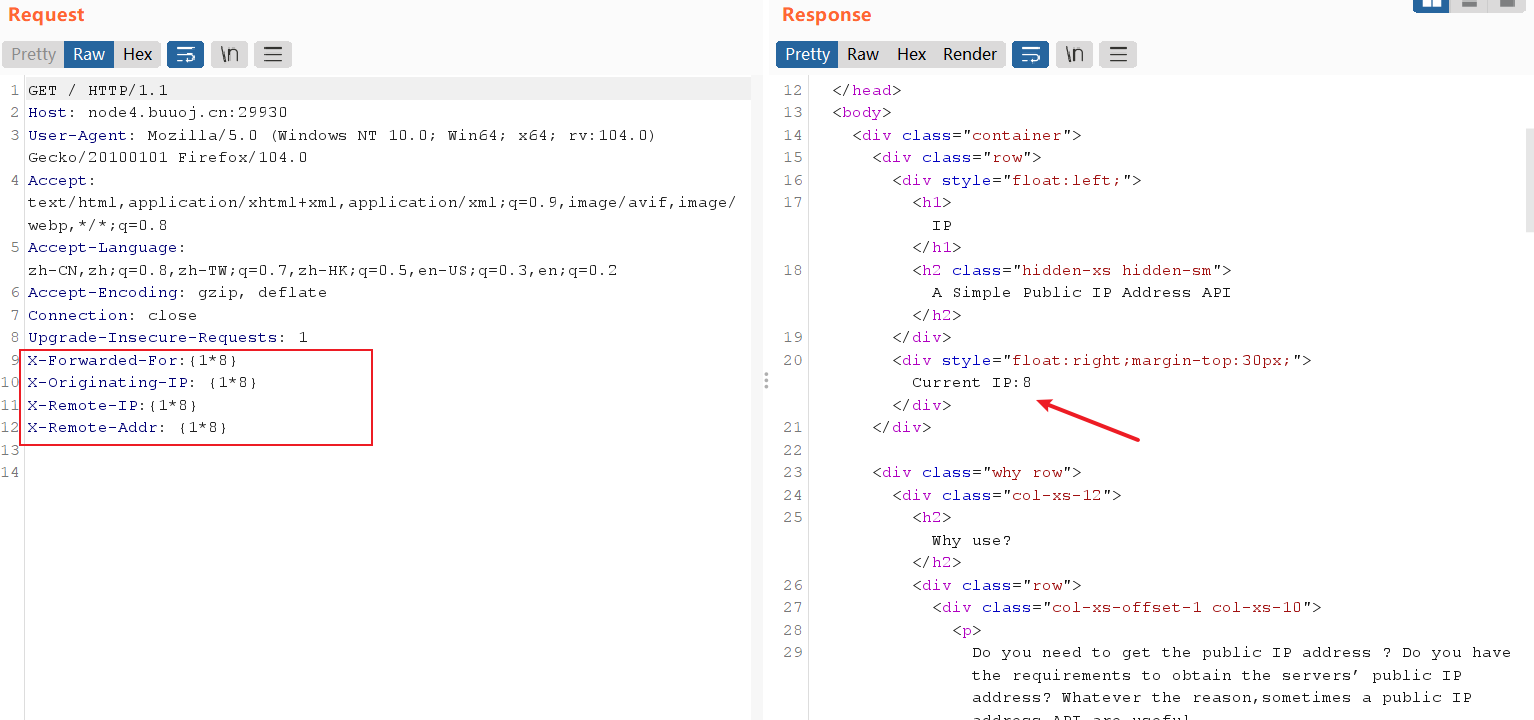 Request
Pretty Raw Hex \n
1 GET / HTTP/1.1
2 Host: node4.buuoj.cn:29930
3 User-Agent: Mozilla/5.0 (Windows NT 10.0; Win64; x64; rv:104.0)
Gecko/20100101 Firefox/104.0
4 Accept:
text/html,application/xhtml+xml,application/xml;q=0.9,image/avif,image/
webp,*/*;q=0.8
5 Accept-Language:
zh-CN,zh;q=0.8,zh-TW;q=0.7,zh-HK;q=0.5,en-US;q=0.3,en;q=0.2
6 Accept-Encoding: gzip, deflate
7 Connection: close
8 Upgrade-Insecure-Requests: 1
9 X-Forwarded-For:{1*8}
10 X-Originating-IP: {1*8}
11 X-Remote-IP:{1*8}
12 X-Remote-Addr: {1*8}
13
14
Response
Pretty Raw Hex Render \n
12 </head>
13 <body>
14 <div class="container">
15 <div class="row">
16 <div style="float:left;">
17 <h1>
IP
</h1>
18 <h2 class="hidden-xs hidden-sm">
A Simple Public IP Address API
</h2>
19 </div>
20 <div style="float:right;margin-top:30px;">
Current IP:8
</div>
21 </div>
22
23 <div class="why row">
24 <div class="col-xs-12">
25 <h2>
Why use?
</h2>
26 <div class="row">
27 <div class="col-xs-offset-1 col-xs-10">
28 <p>
29 Do you need to get the public IP address ? Do you have
the requirements to obtain the servers’ public IP
address? Whatever the reason,sometimes a public IP
address API are useful